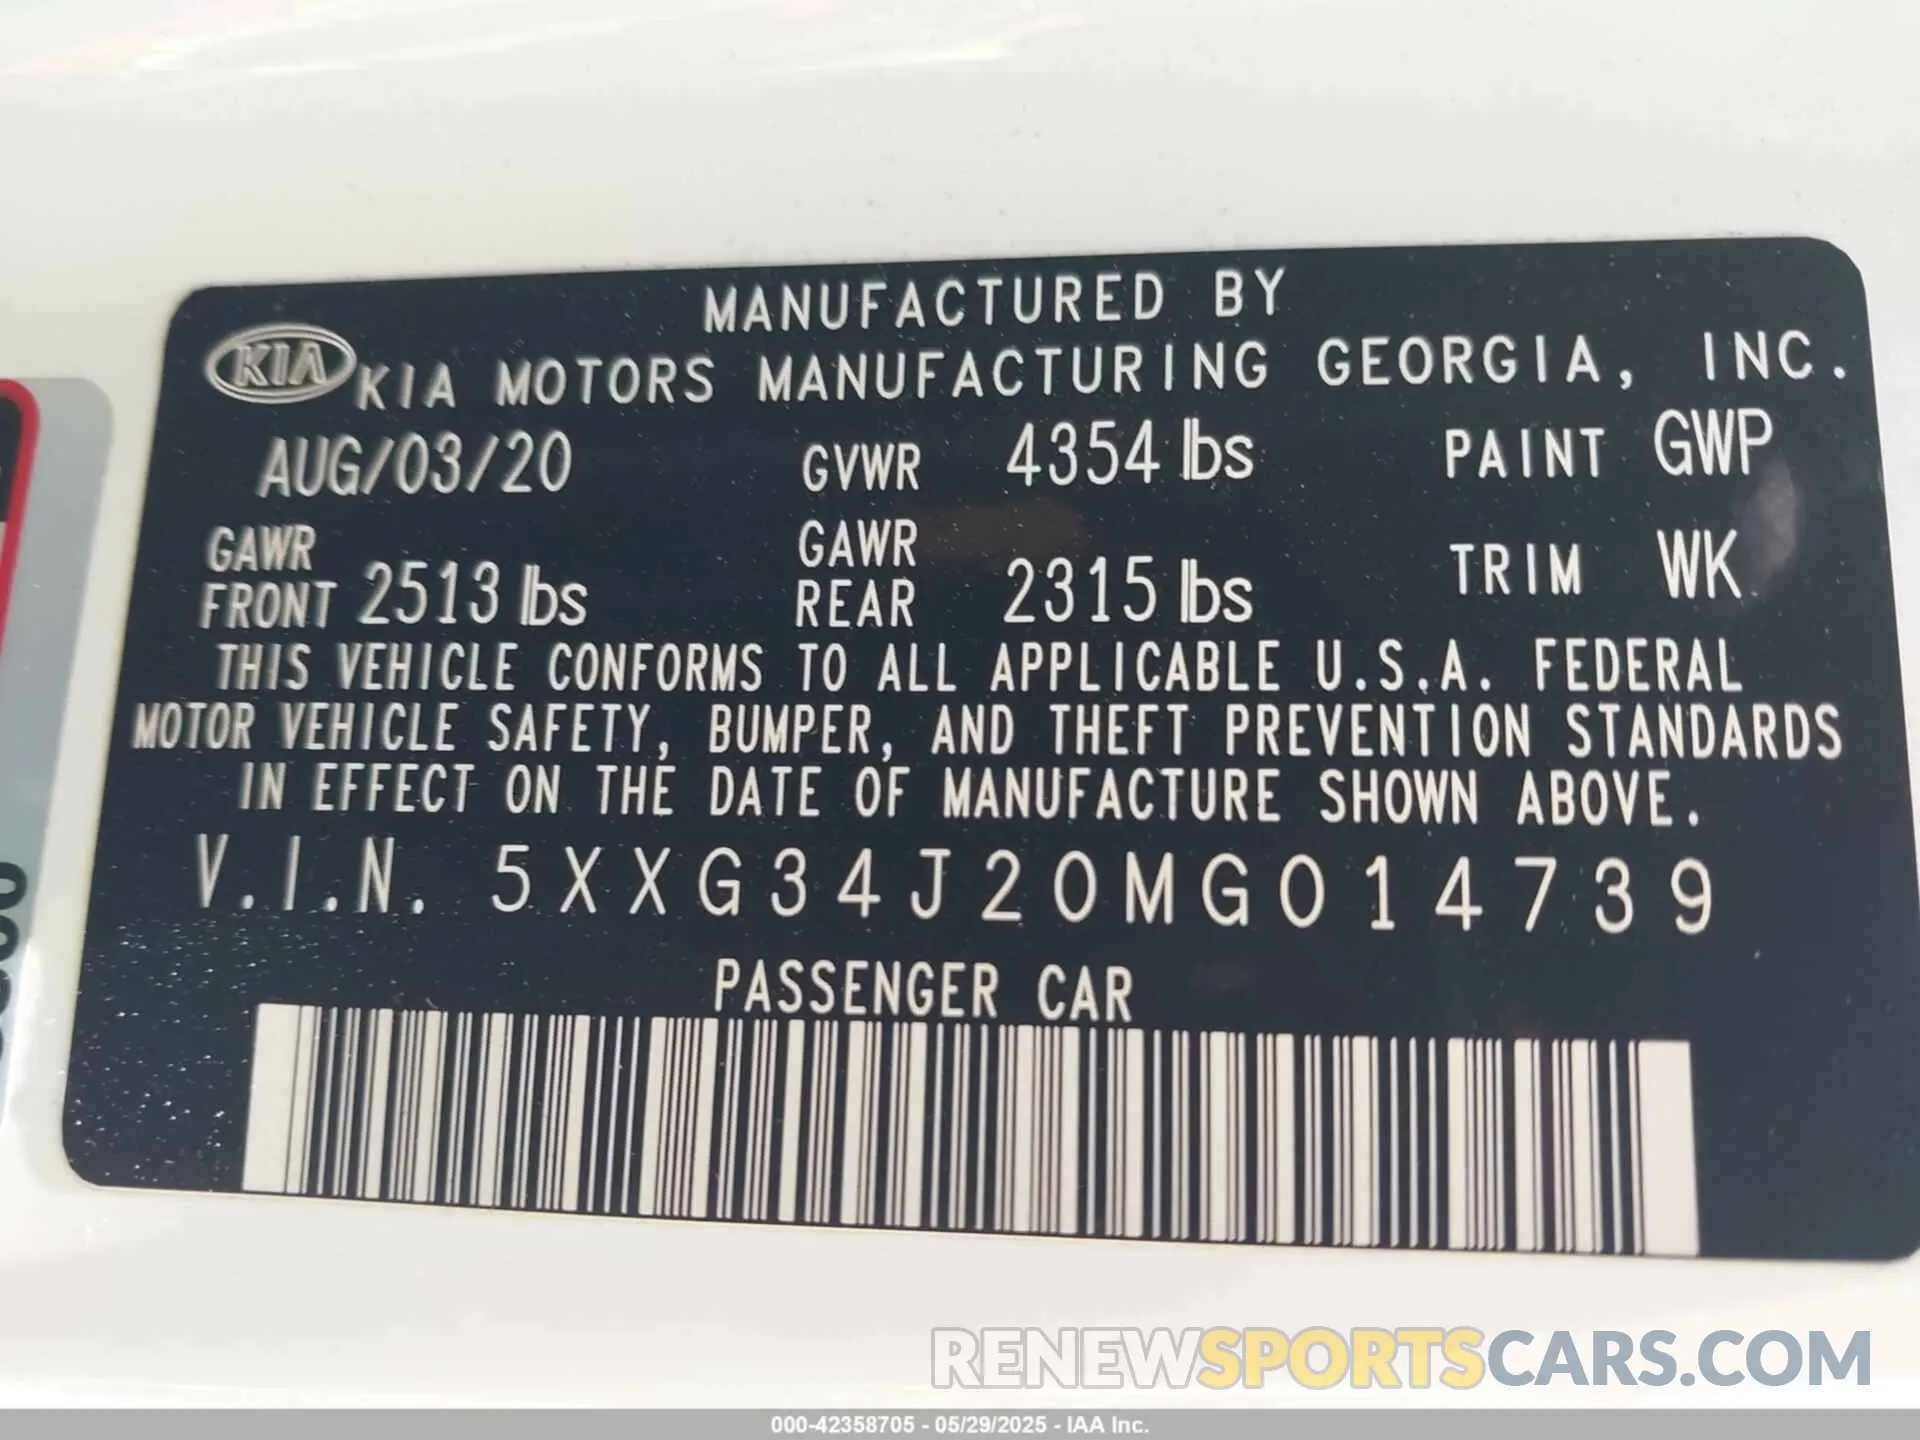 MANUFACTURED BY
KIA KIA MOTORS MANUFACTURING GEORGIA, INC.
AUG/03/20 GVWR 4354 lbs PAINT GWP
GAWR FRONT 2513 lbs GAWR REAR 2315 lbs TRIM WK
THIS VEHICLE CONFORMS TO ALL APPLICABLE U.S.A. FEDERAL
MOTOR VEHICLE SAFETY, BUMPER, AND THEFT PREVENTION STANDARDS
IN EFFECT ON THE DATE OF MANUFACTURE SHOWN ABOVE.
V.I.N. 5XXG34J20MG014739
PASSENGER CAR
RENEWSPORTSCARS.COM
000-42358705 - 05/29/2025 - IAA Inc.